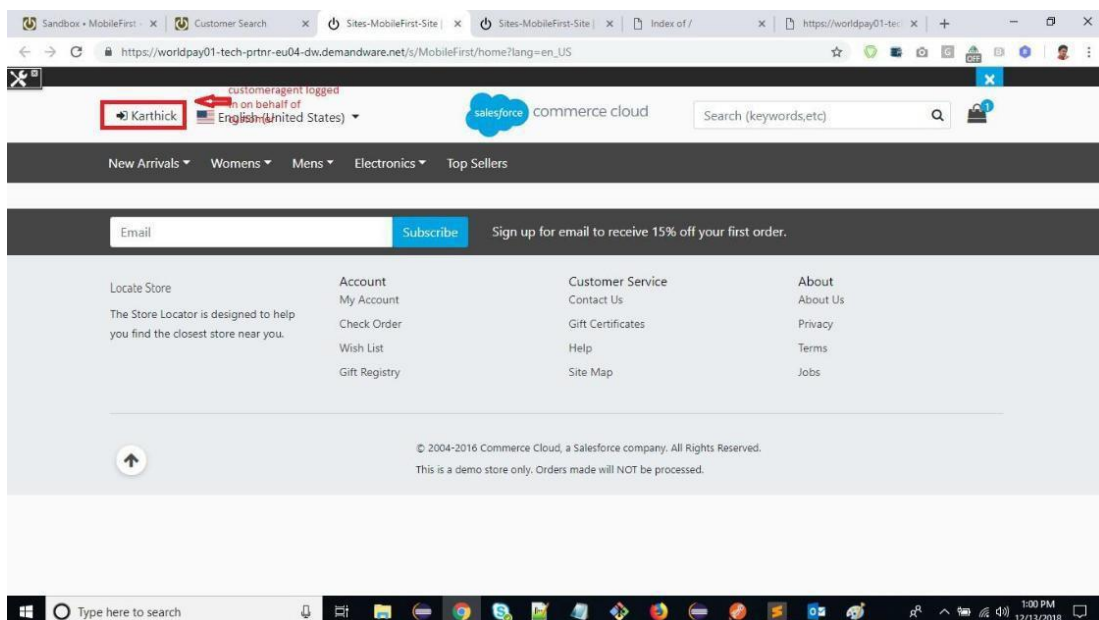 Sandbox • MobileFirst -
Customer Search
Sites-MobileFirst-Site |
Sites-MobileFirst-Site |
Index of /
https://worldpay01-tec
https://worldpay01-tech-prtnr-eu04-dw.demandware.net/s/MobileFirst/home?lang=en_US
OFF
customeragent logged
in on behalf of
Karthick
English (United States)
salesforce commerce cloud
Search (keywords,etc)
1
New Arrivals Womens Mens Electronics Top Sellers
Email
Subscribe
Sign up for email to receive 15% off your first order.
Locate Store
The Store Locator is designed to help
you find the closest store near you.
Account
My Account
Check Order
Wish List
Gift Registry
Customer Service
Contact Us
Gift Certificates
Help
Site Map
About
About Us
Privacy
Terms
Jobs
© 2004-2016 Commerce Cloud, a Salesforce company. All Rights Reserved.
This is a demo store only. Orders made will NOT be processed.
Type here to search
1:00 PM
12/13/2018